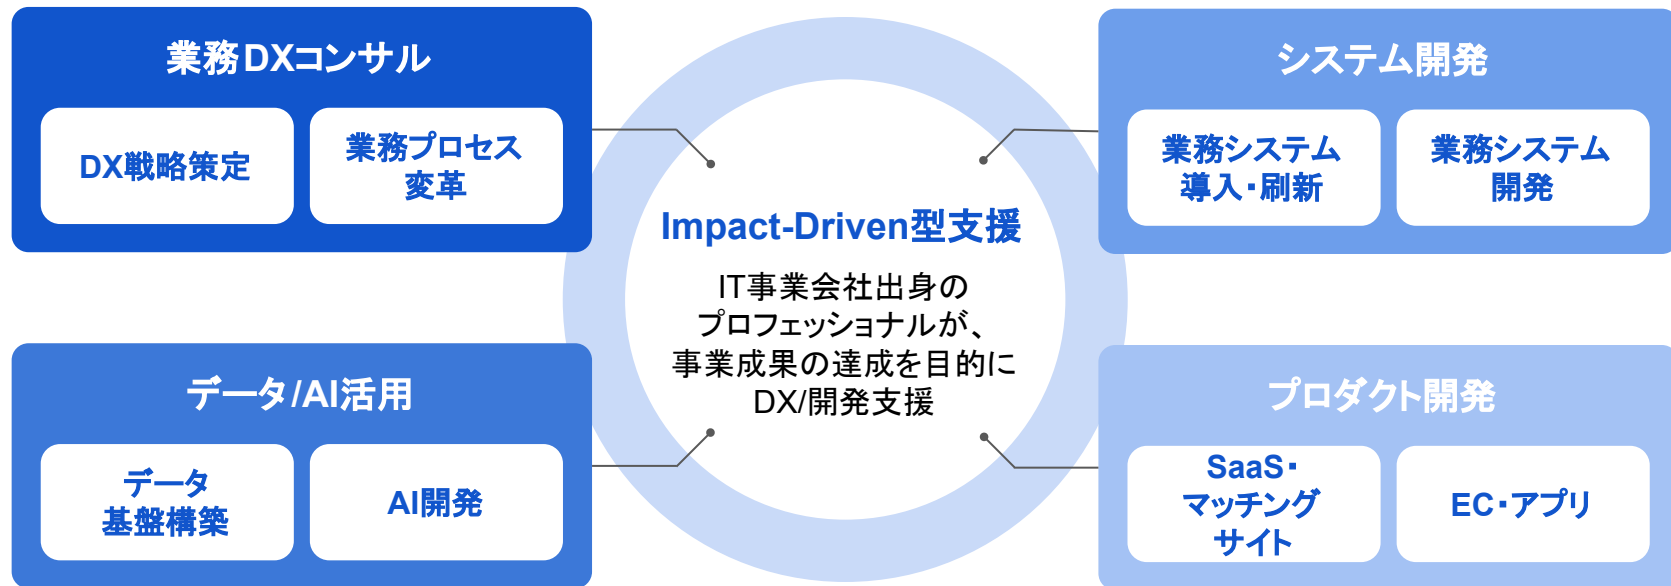 業務DXコンサル
DX戦略策定
業務プロセス
変革
システム開発
業務システム
導入・刷新
業務システム
開発
Impact-Driven型支援
IT事業会社出身の
プロフェッショナルが、
事業成果の達成を目的に
DX/開発支援
データ/AI活用
データ
基盤構築
AI開発
プロダクト開発
SaaS・
マッチング
サイト
EC・アプリ